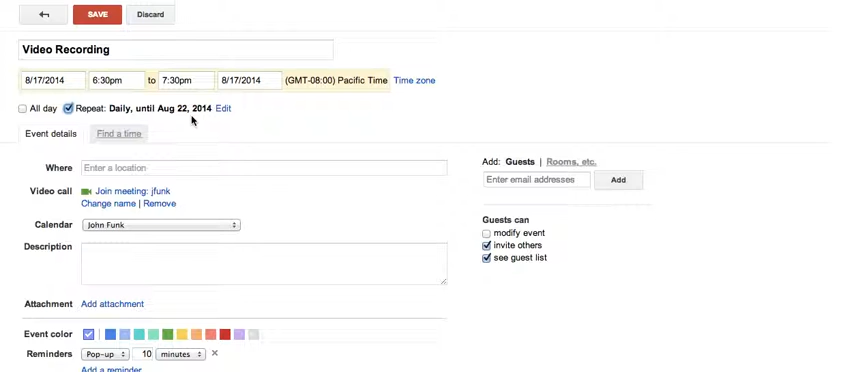 SAVE Discard
Video Recording
8/17/2014 6:30pm to 7:30pm 8/17/2014 (GMT-08:00) Pacific Time Time zone
All day Repeat: Daily, until Aug 22, 2014 Edit
Event details Find a time
Where Enter a location
Video call Join meeting: jfunk
Change name | Remove
Calendar John Funk
Description
Attachment Add attachment
Event color
Reminders Pop-up 10 minutes ×
Add a reminder
Add: Guests | Rooms, etc.
Enter email addresses Add
Guests can
modify event
invite others
see guest list